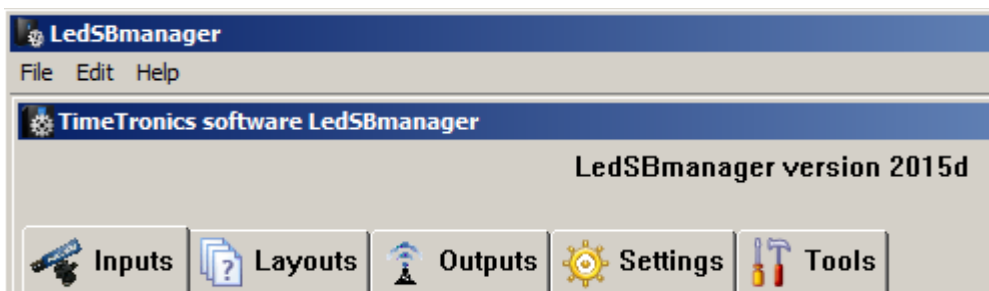 LedSBmanager
File Edit Help
TimeTronics software LedSBmanager
LedSBmanager version 2015d
Inputs Layouts Outputs Settings Tools